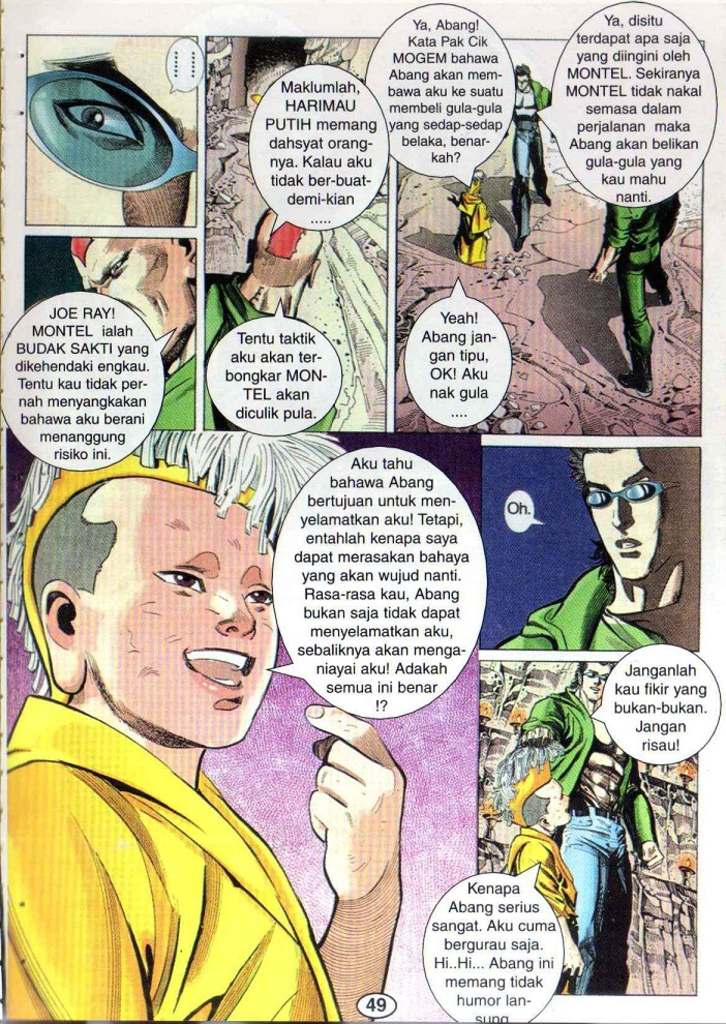 ....
....
Maklumlah,
HARIMAU
PUTIH memang
dahsyat orang-
nya. Kalau aku
tidak ber-buat-
demi-kian
.....
Ya, Abang!
Kata Pak Cik
MOGEM bahawa
Abang akan mem-
bawa aku ke suatu
membeli gula-gula
yang sedap-sedap
belaka, benar-
kah?
Ya, disitu
terdapat apa saja
yang diingini oleh
MONTEL. Sekiranya
MONTEL tidak nakal
semasa dalam
perjalanan maka
Abang akan belikan
gula-gula yang
kau mahu
nanti.
JOE RAY!
MONTEL ialah
BUDAK SAKTI yang
dikehendaki engkau.
Tentu kau tidak per-
nah menyangkakan
bahawa aku berani
menanggung
risiko ini.
Tentu taktik
aku akan ter-
bongkar MON-
TEL akan
diculik pula.
Yeah!
Abang jan-
gan tipu,
OK! Aku
nak gula
....
Aku tahu
bahawa Abang
bertujuan untuk men-
yelamatkan aku! Tetapi,
entahlah kenapa saya
dapat merasakan bahaya
yang akan wujud nanti.
Rasa-rasa kau, Abang
bukan saja tidak dapat
menyelamatkan aku,
sebaliknya akan menga-
niayai aku! Adakah
semua ini benar
!?
Oh.
Janganlah
kau fikir yang
bukan-bukan.
Jangan
risau!
Kenapa
Abang serius
sangat. Aku cuma
bergurau saja.
Hi..Hi... Abang ini
memang tidak
humor lan-
sung.
49